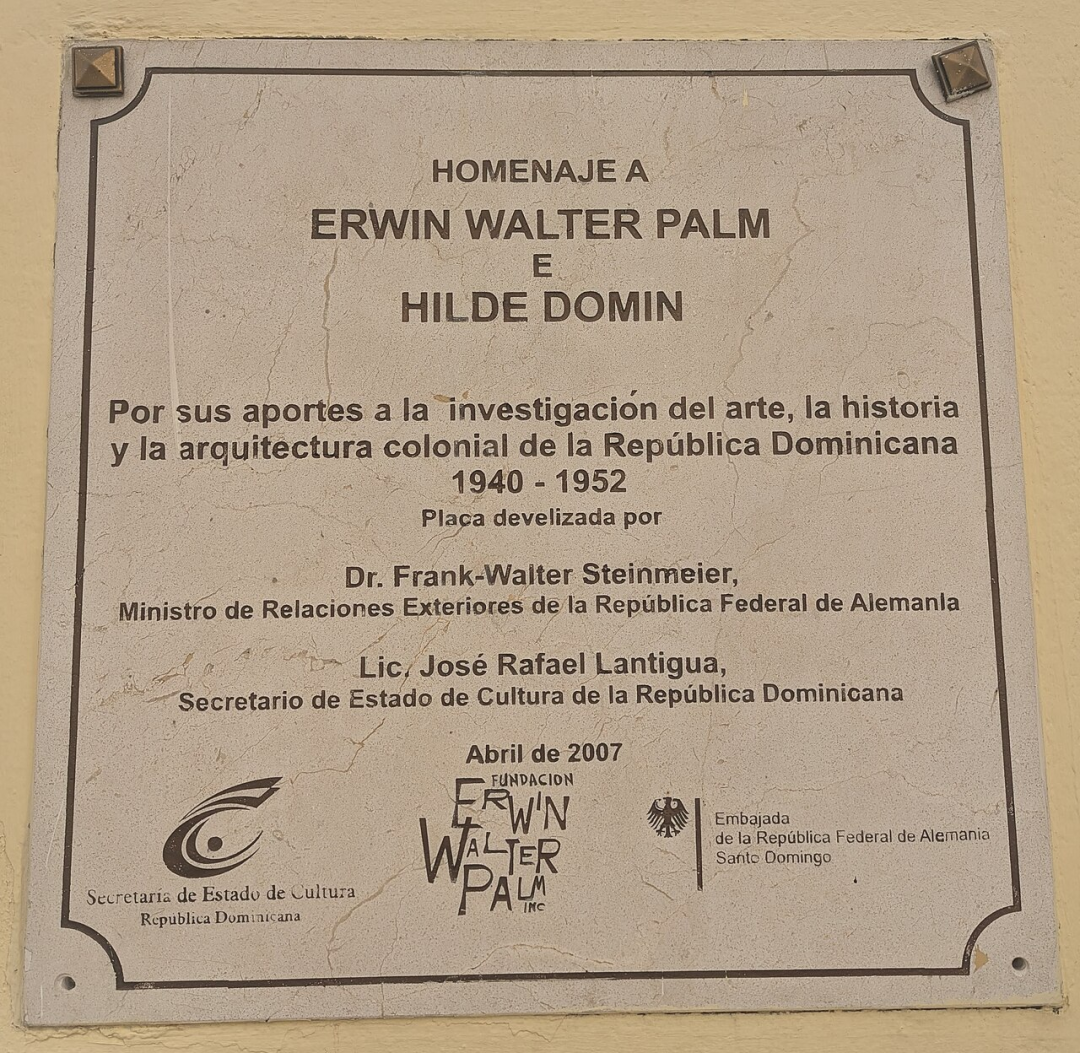 HOMENAJE A
ERWIN WALTER PALM
E
HILDE DOMIN
Por sus aportes a la investigación del arte, la historia
y la arquitectura colonial de la República Dominicana
1940 - 1952
Placa develizada por
Dr. Frank-Walter Steinmeier,
Ministro de Relaciones Exteriores de la República Federal de Alemania
Lic. José Rafael Lantigua,
Secretario de Estado de Cultura de la República Dominicana
Abril de 2007
Secretaría de Estado de Cultura
República Dominicana
FUNDACION
ERWIN
WALTER
PALM
INC
Embajada
de la República Federal de Alemania
Santo Domingo